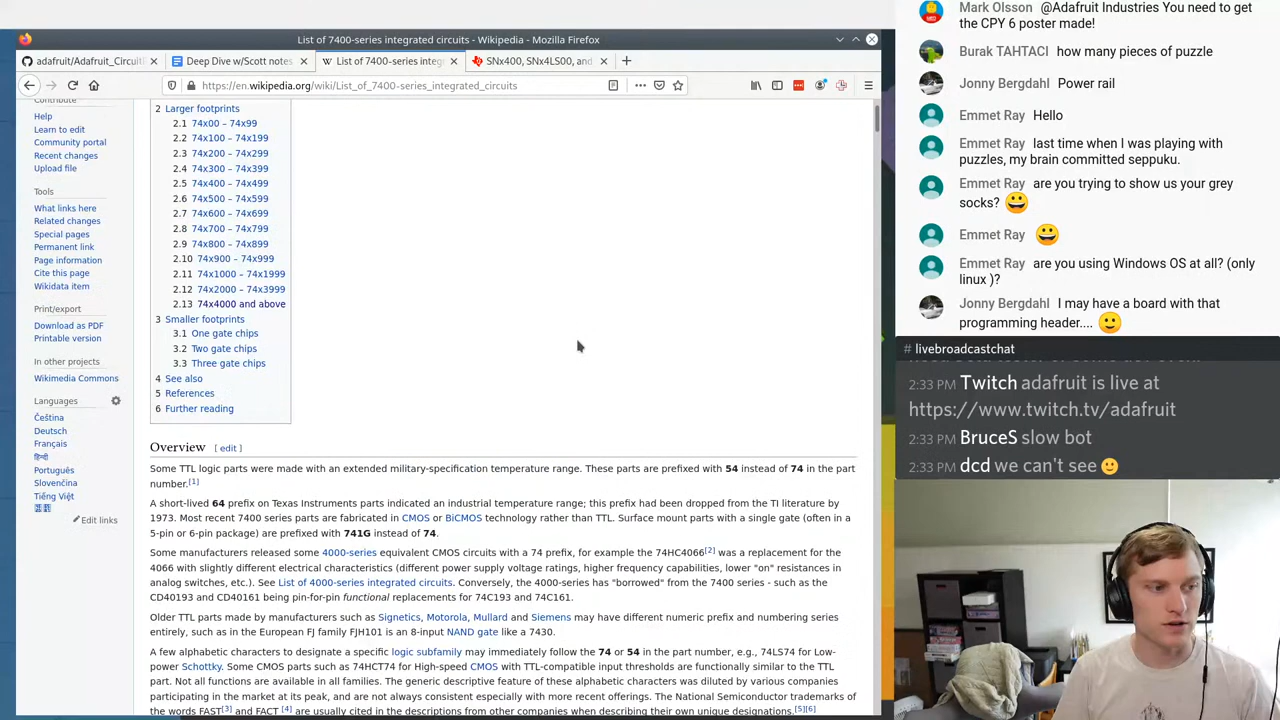 List of 7400-series integrated circuits - Wikipedia - Mozilla Firefox
adafruit/Adafruit_Circuit
Deep Dive w/Scott notes
List of 7400-series integ
SNx400, SNx4LS00, and
https://en.wikipedia.org/wiki/List_of_7400-series_integrated_circuits
Contribute
Help
Learn to edit
Community portal
Recent changes
Upload file
Tools
What links here
Related changes
Upload file
Special pages
Permanent link
Page information
Cite this page
Wikidata item
Print/export
Download as PDF
Printable version
In other projects
Wikimedia Commons
Languages
Čeština
Deutsch
Français
हिन्दी
Português
Slovenčina
Tiếng Việt
Edit links
2 Larger footprints
2.1 74x00 – 74x99
2.2 74x100 – 74x199
2.3 74x200 – 74x299
2.4 74x300 – 74x399
2.5 74x400 – 74x499
2.6 74x500 – 74x599
2.7 74x600 – 74x699
2.8 74x700 – 74x799
2.9 74x800 – 74x899
2.10 74x900 – 74x999
2.11 74x1000 – 74x1999
2.12 74x2000 – 74x3999
2.13 74x4000 and above
3 Smaller footprints
3.1 One gate chips
3.2 Two gate chips
3.3 Three gate chips
4 See also
5 References
6 Further reading
Overview [ edit ]
Some TTL logic parts were made with an extended military-specification temperature range. These parts are prefixed with 54 instead of 74 in the part
number.[1]
A short-lived 64 prefix on Texas Instruments parts indicated an industrial temperature range; this prefix had been dropped from the TI literature by
1973. Most recent 7400 series parts are fabricated in CMOS or BiCMOS technology rather than TTL. Surface mount parts with a single gate (often in a
5-pin or 6-pin package) are prefixed with 741G instead of 74.
Some manufacturers released some 4000-series equivalent CMOS circuits with a 74 prefix, for example the 74HC4066[2] was a replacement for the
4066 with slightly different electrical characteristics (different power supply voltage ratings, higher frequency capabilities, lower "on" resistances in
analog switches, etc.). See List of 4000-series integrated circuits. Conversely, the 4000-series has "borrowed" from the 7400 series - such as the
CD40193 and CD40161 being pin-for-pin functional replacements for 74C193 and 74C161.
Older TTL parts made by manufacturers such as Signetics, Motorola, Mullard and Siemens may have different numeric prefix and numbering series
entirely, such as in the European FJ family FJH101 is an 8-input NAND gate like a 7430.
A few alphabetic characters to designate a specific logic subfamily may immediately follow the 74 or 54 in the part number, e.g., 74LS74 for Low-
power Schottky. Some CMOS parts such as 74HCT74 for High-speed CMOS with TTL-compatible input thresholds are functionally similar to the TTL
part. Not all functions are available in all families. The generic descriptive feature of these alphabetic characters was diluted by various companies
participating in the market at its peak, and are not always consistent especially with more recent offerings. The National Semiconductor trademarks of
the words FAST[3] and FACT [4] are usually cited in the descriptions from other companies when describing their own unique designations.[5][6]
Mark Olsson @Adafruit Industries You need to get
the CPY 6 poster made!
Burak TAHTACI how many pieces of puzzle
Jonny Bergdahl Power rail
Emmet Ray Hello
Emmet Ray last time when I was playing with
puzzles, my brain committed seppuku.
Emmet Ray are you trying to show us your grey
socks? 😀
Emmet Ray 😀
Emmet Ray are you using Windows OS at all? (only
linux )?
Jonny Bergdahl I may have a board with that
programming header.... 🙂
# livebroadcastchat
2:33 PM Twitch adafruit is live at
https://www.twitch.tv/adafruit
2:33 PM BruceS slow bot
2:33 PM dcd we can't see 🙂